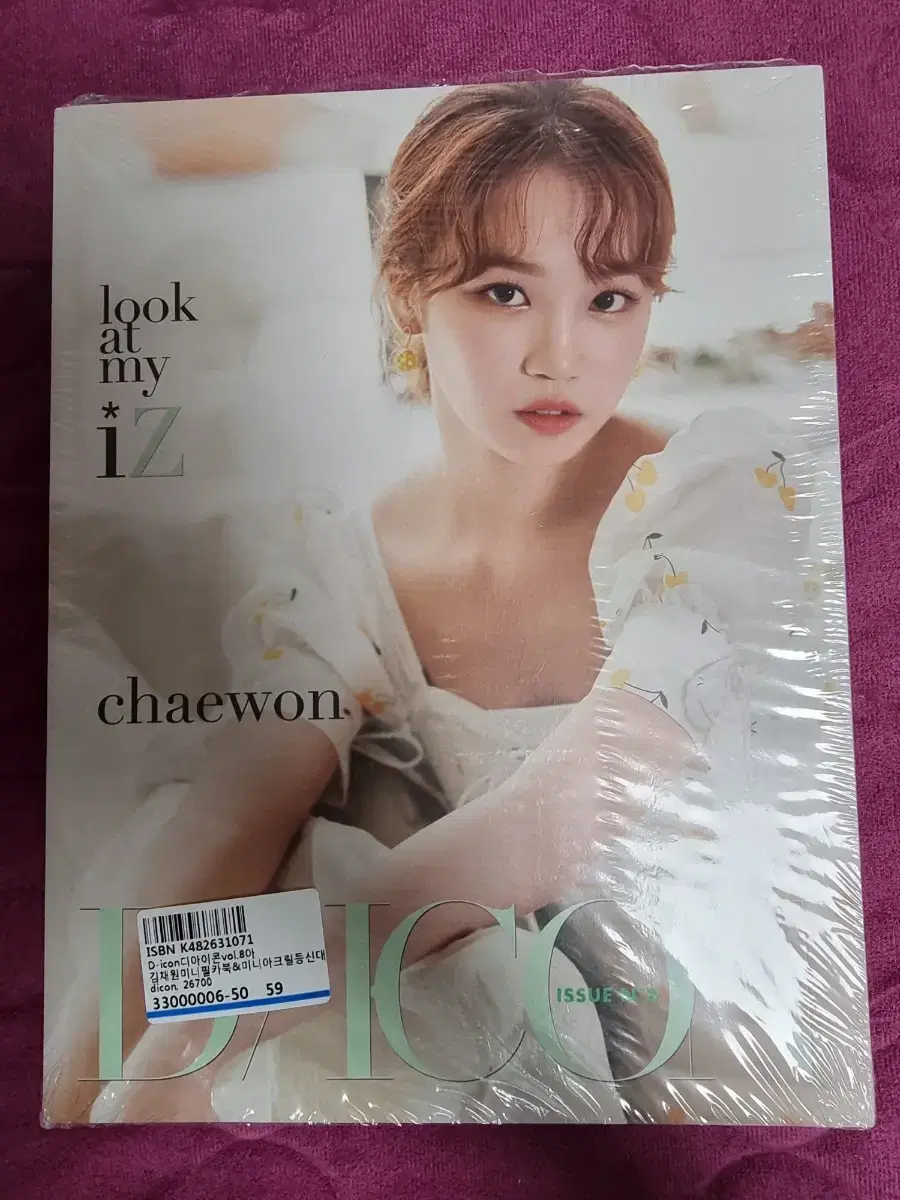 look
at
my
*iZ
chaewon
D/ICO
ISSUE N°8
ISBN K482631071
D-icon디아이콘vol.8아
김채원미니필카북&미니아크릴등신대
dicon, 26700
33000006-50 59